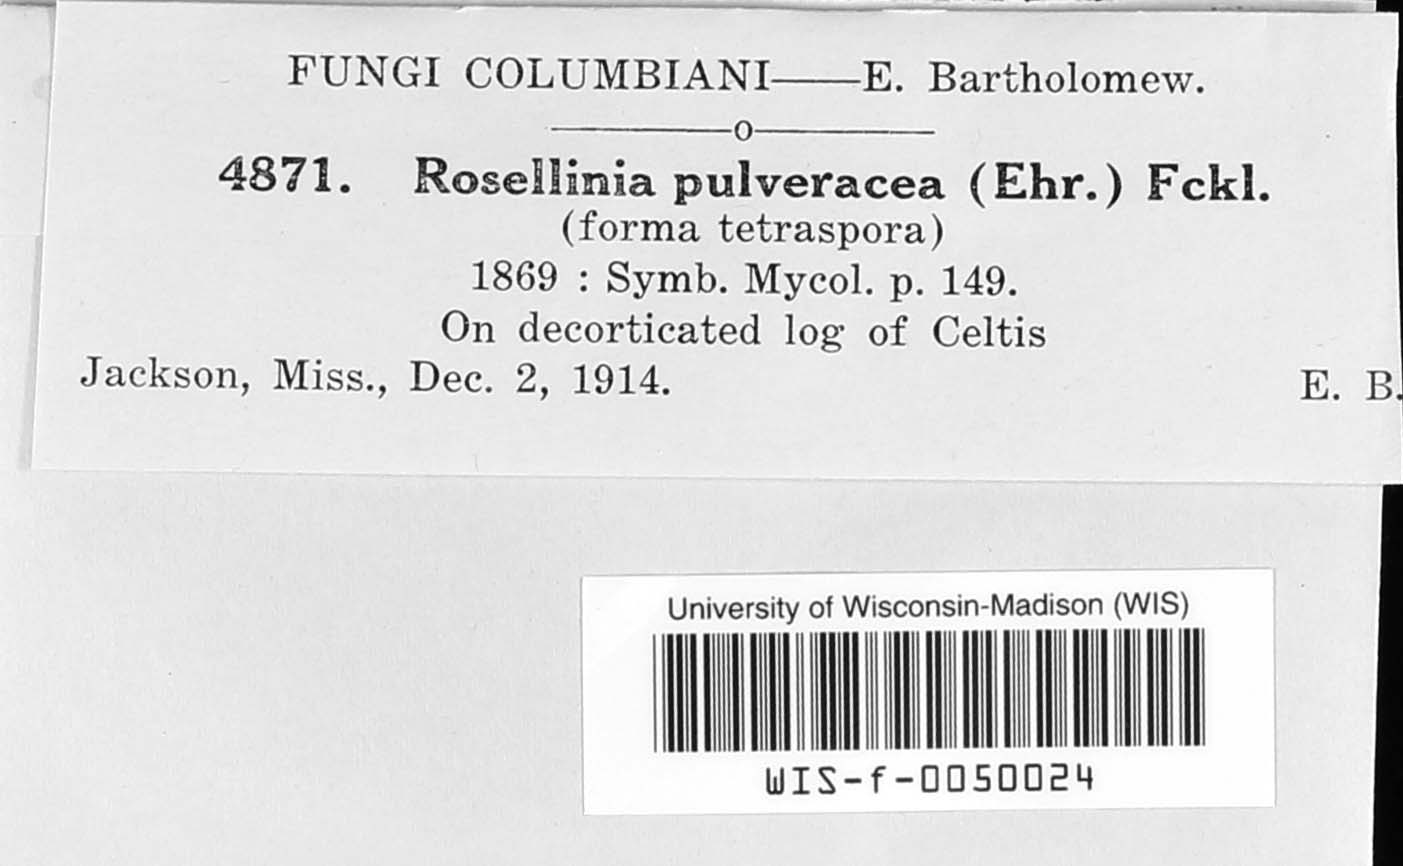 FUNGI COLUMBIANI——E. Bartholomew.
4871. Rosellinia pulveracea (Ehr.) Fckl.
(forma tetraspora)
1869 : Symb. Mycol. p. 149.
On decorticated log of Celtis
Jackson, Miss., Dec. 2, 1914. E. B.
University of Wisconsin-Madison (WIS)
WIS-f-0050024